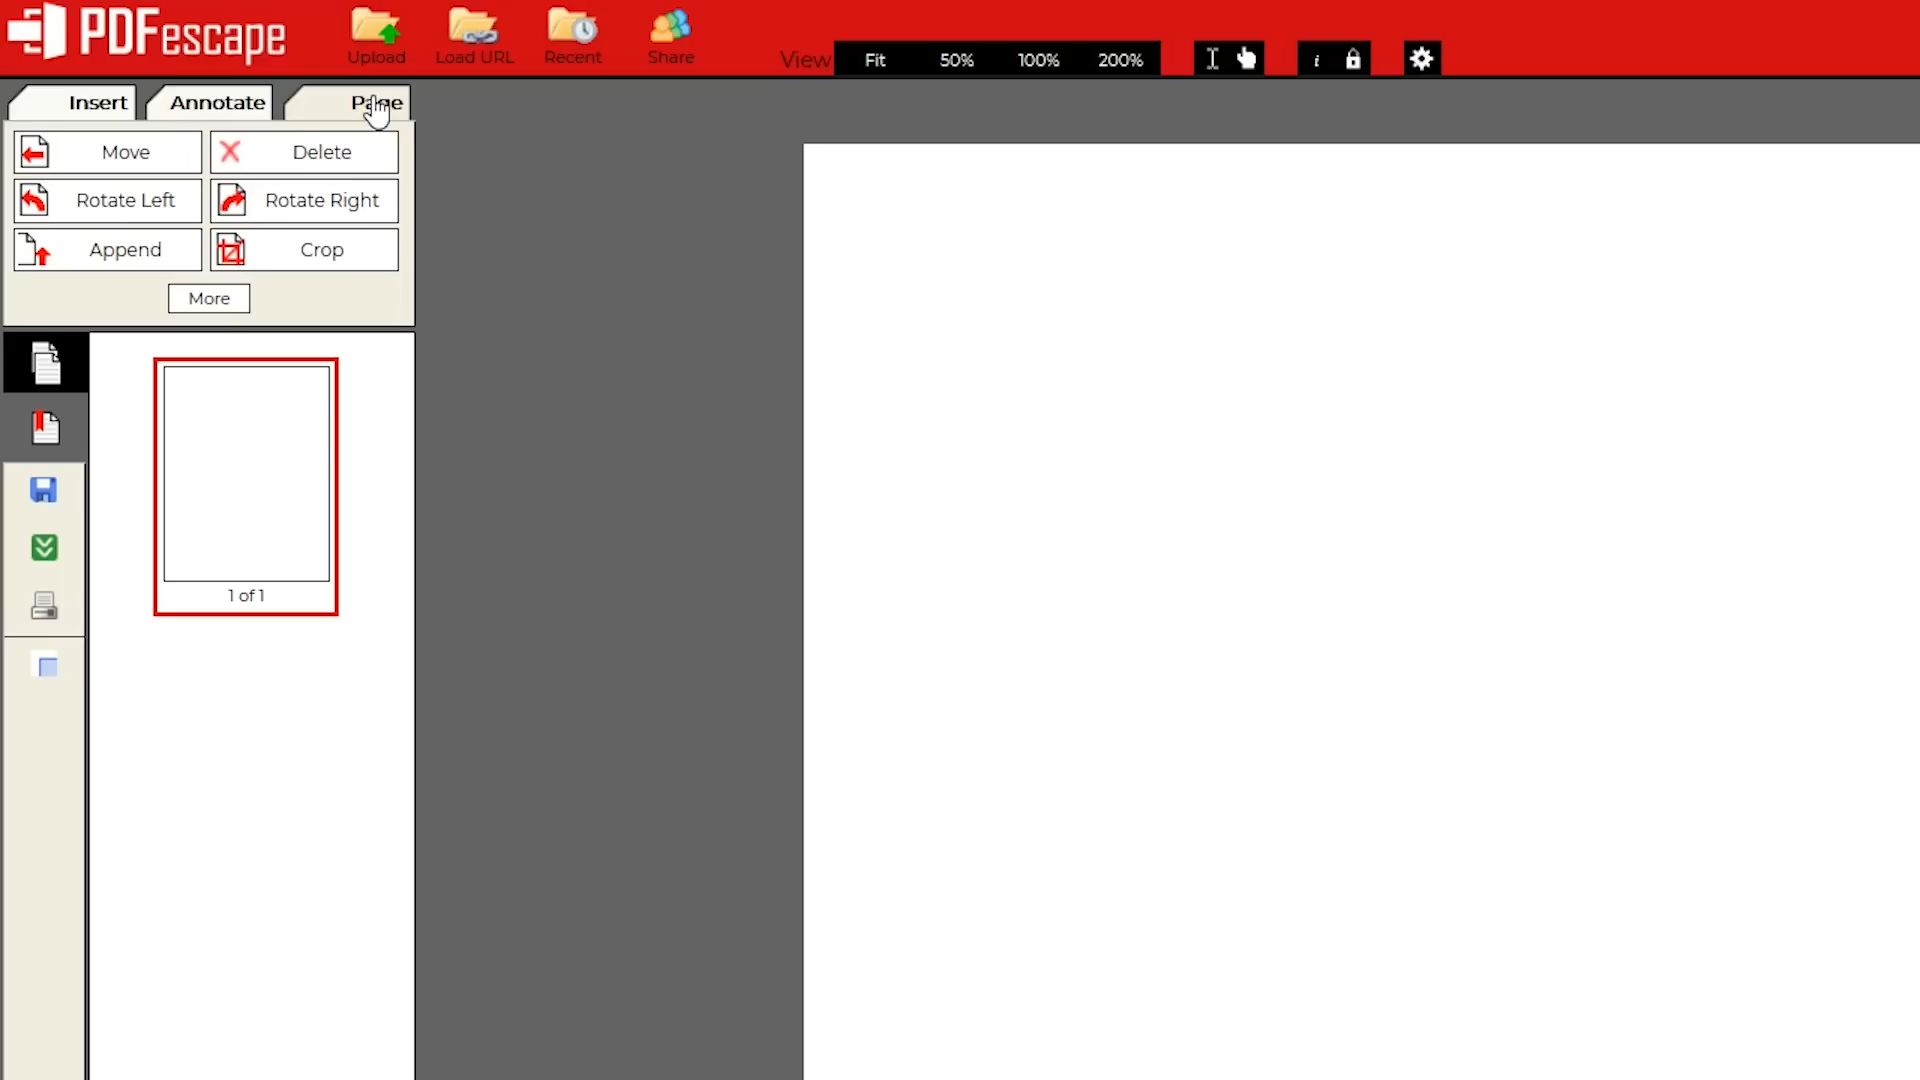 PDFescape
Upload Load URL Recent Share View Fit 50% 100% 200% i
Insert Annotate Page
Move Delete
Rotate Left Rotate Right
Append Crop
More
1 of 1